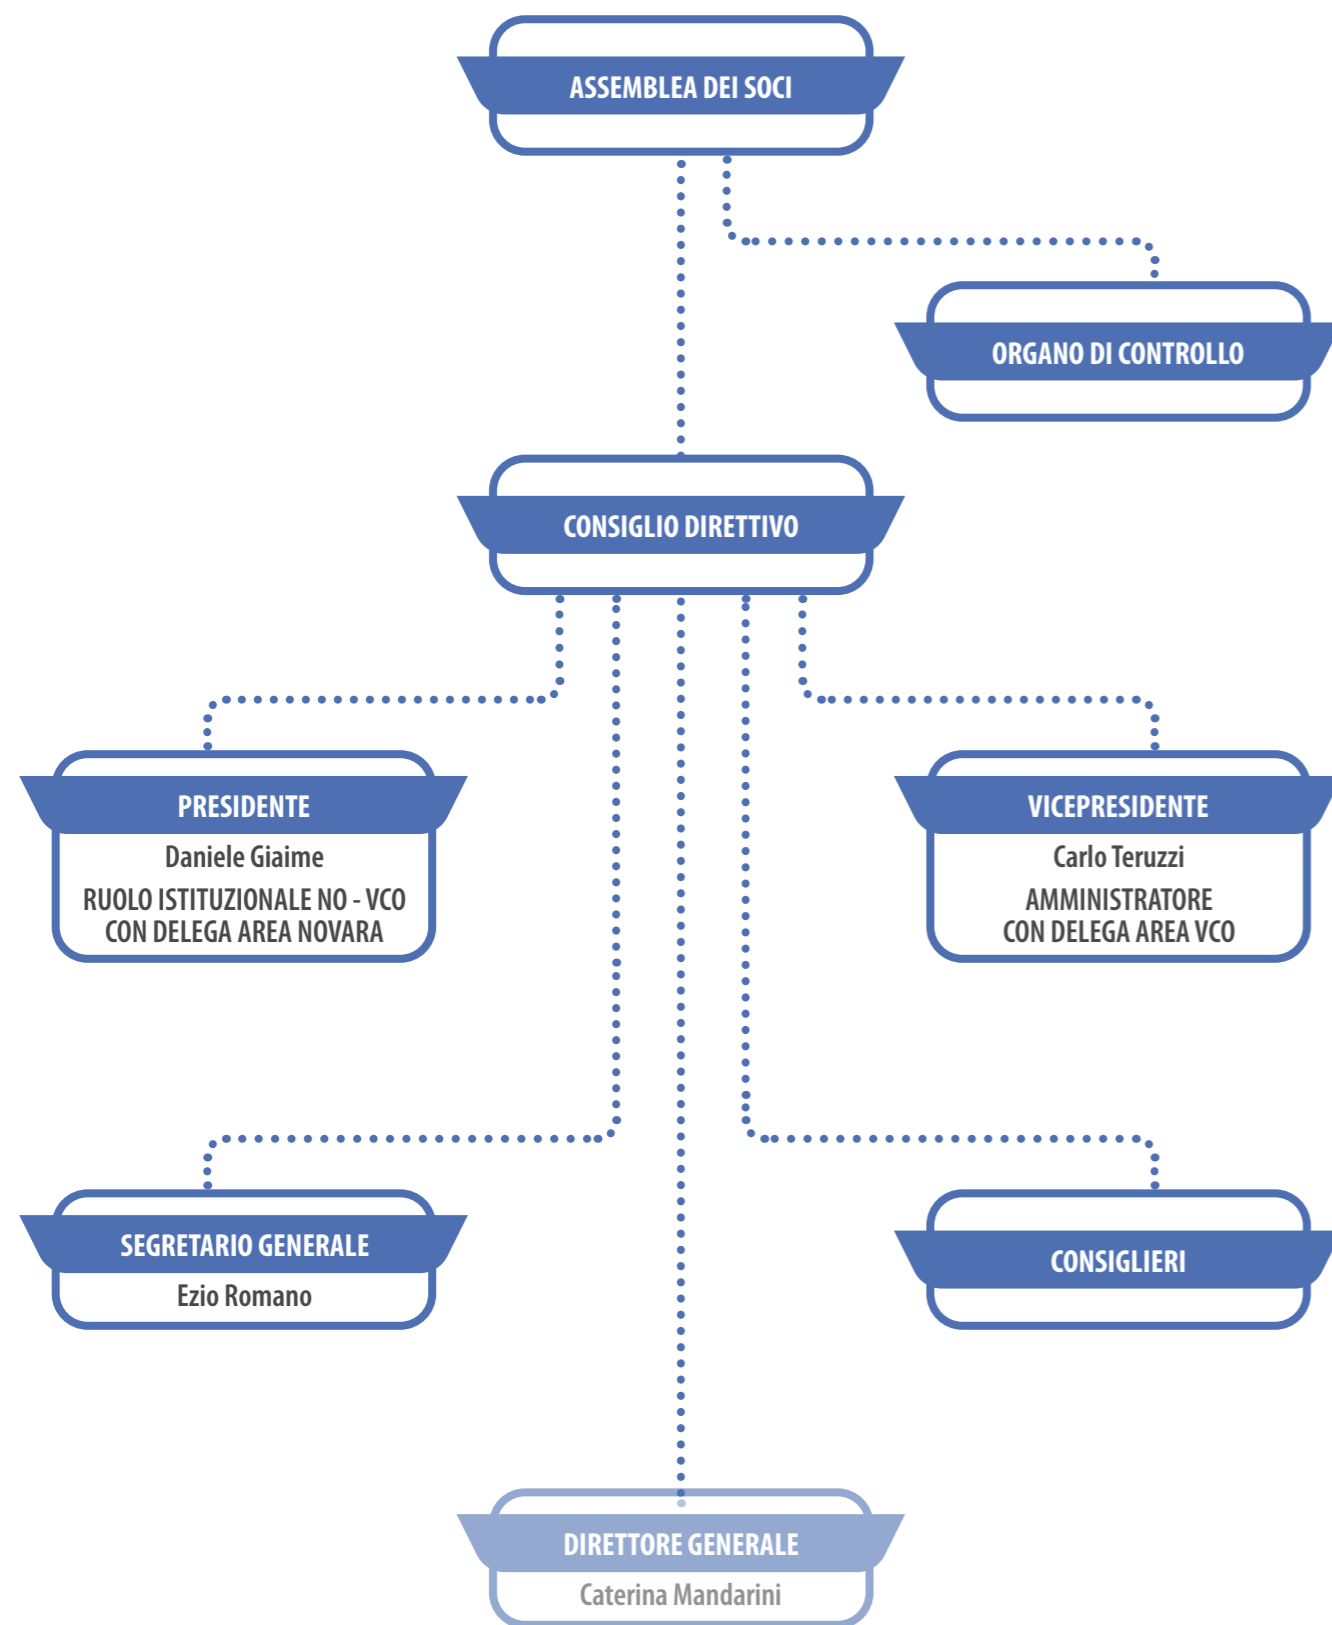 ASSEMBLEA DEI SOCI
ORGANO DI CONTROLLO
CONSIGLIO DIRETTIVO
PRESIDENTE
Daniele Giaime
RUOLO ISTITUZIONALE NO - VCO
CON DELEGA AREA NOVARA
VICEPRESIDENTE
Carlo Teruzzi
AMMINISTRATORE
CON DELEGA AREA VCO
SEGRETARIO GENERALE
Ezio Romano
CONSIGLIERI
DIRETTORE GENERALE
Caterina Mandarini